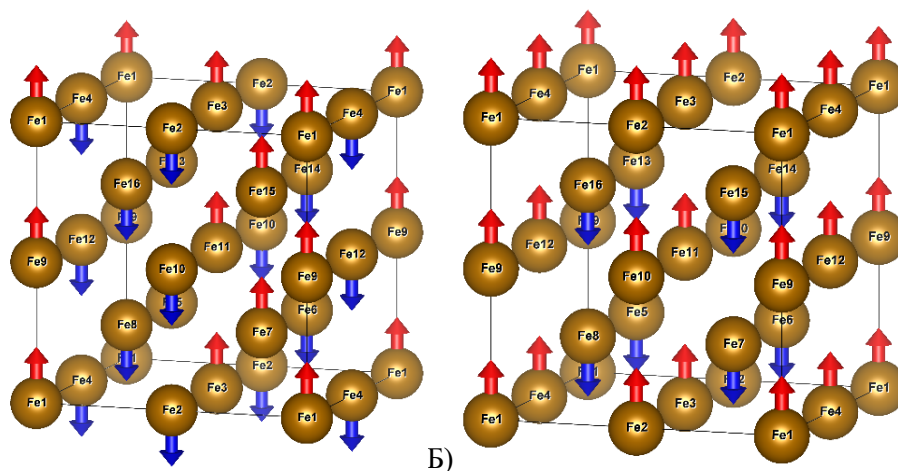 Fe1 Fe2 Fe1
Fe4 Fe3 Fe4
Fe1 Fe2 Fe1
Fe14
Fe16 Fe15
Fe10 Fe9
Fe12 Fe11 Fe12
Fe9 Fe10 Fe9
Fe6
Fe8 Fe7
Fe2 Fe1
Fe4 Fe3 Fe4
Fe1 Fe2 Fe1
Б)
Fe1 Fe2 Fe1
Fe4 Fe3 Fe4
Fe1 Fe2 Fe1
Fe13 Fe14
Fe16 Fe15
Fe9
Fe12 Fe11 Fe12
Fe9 Fe10 Fe9
Fe5 Fe6
Fe8 Fe7
Fe1
Fe4 Fe3 Fe4
Fe1 Fe2 Fe1